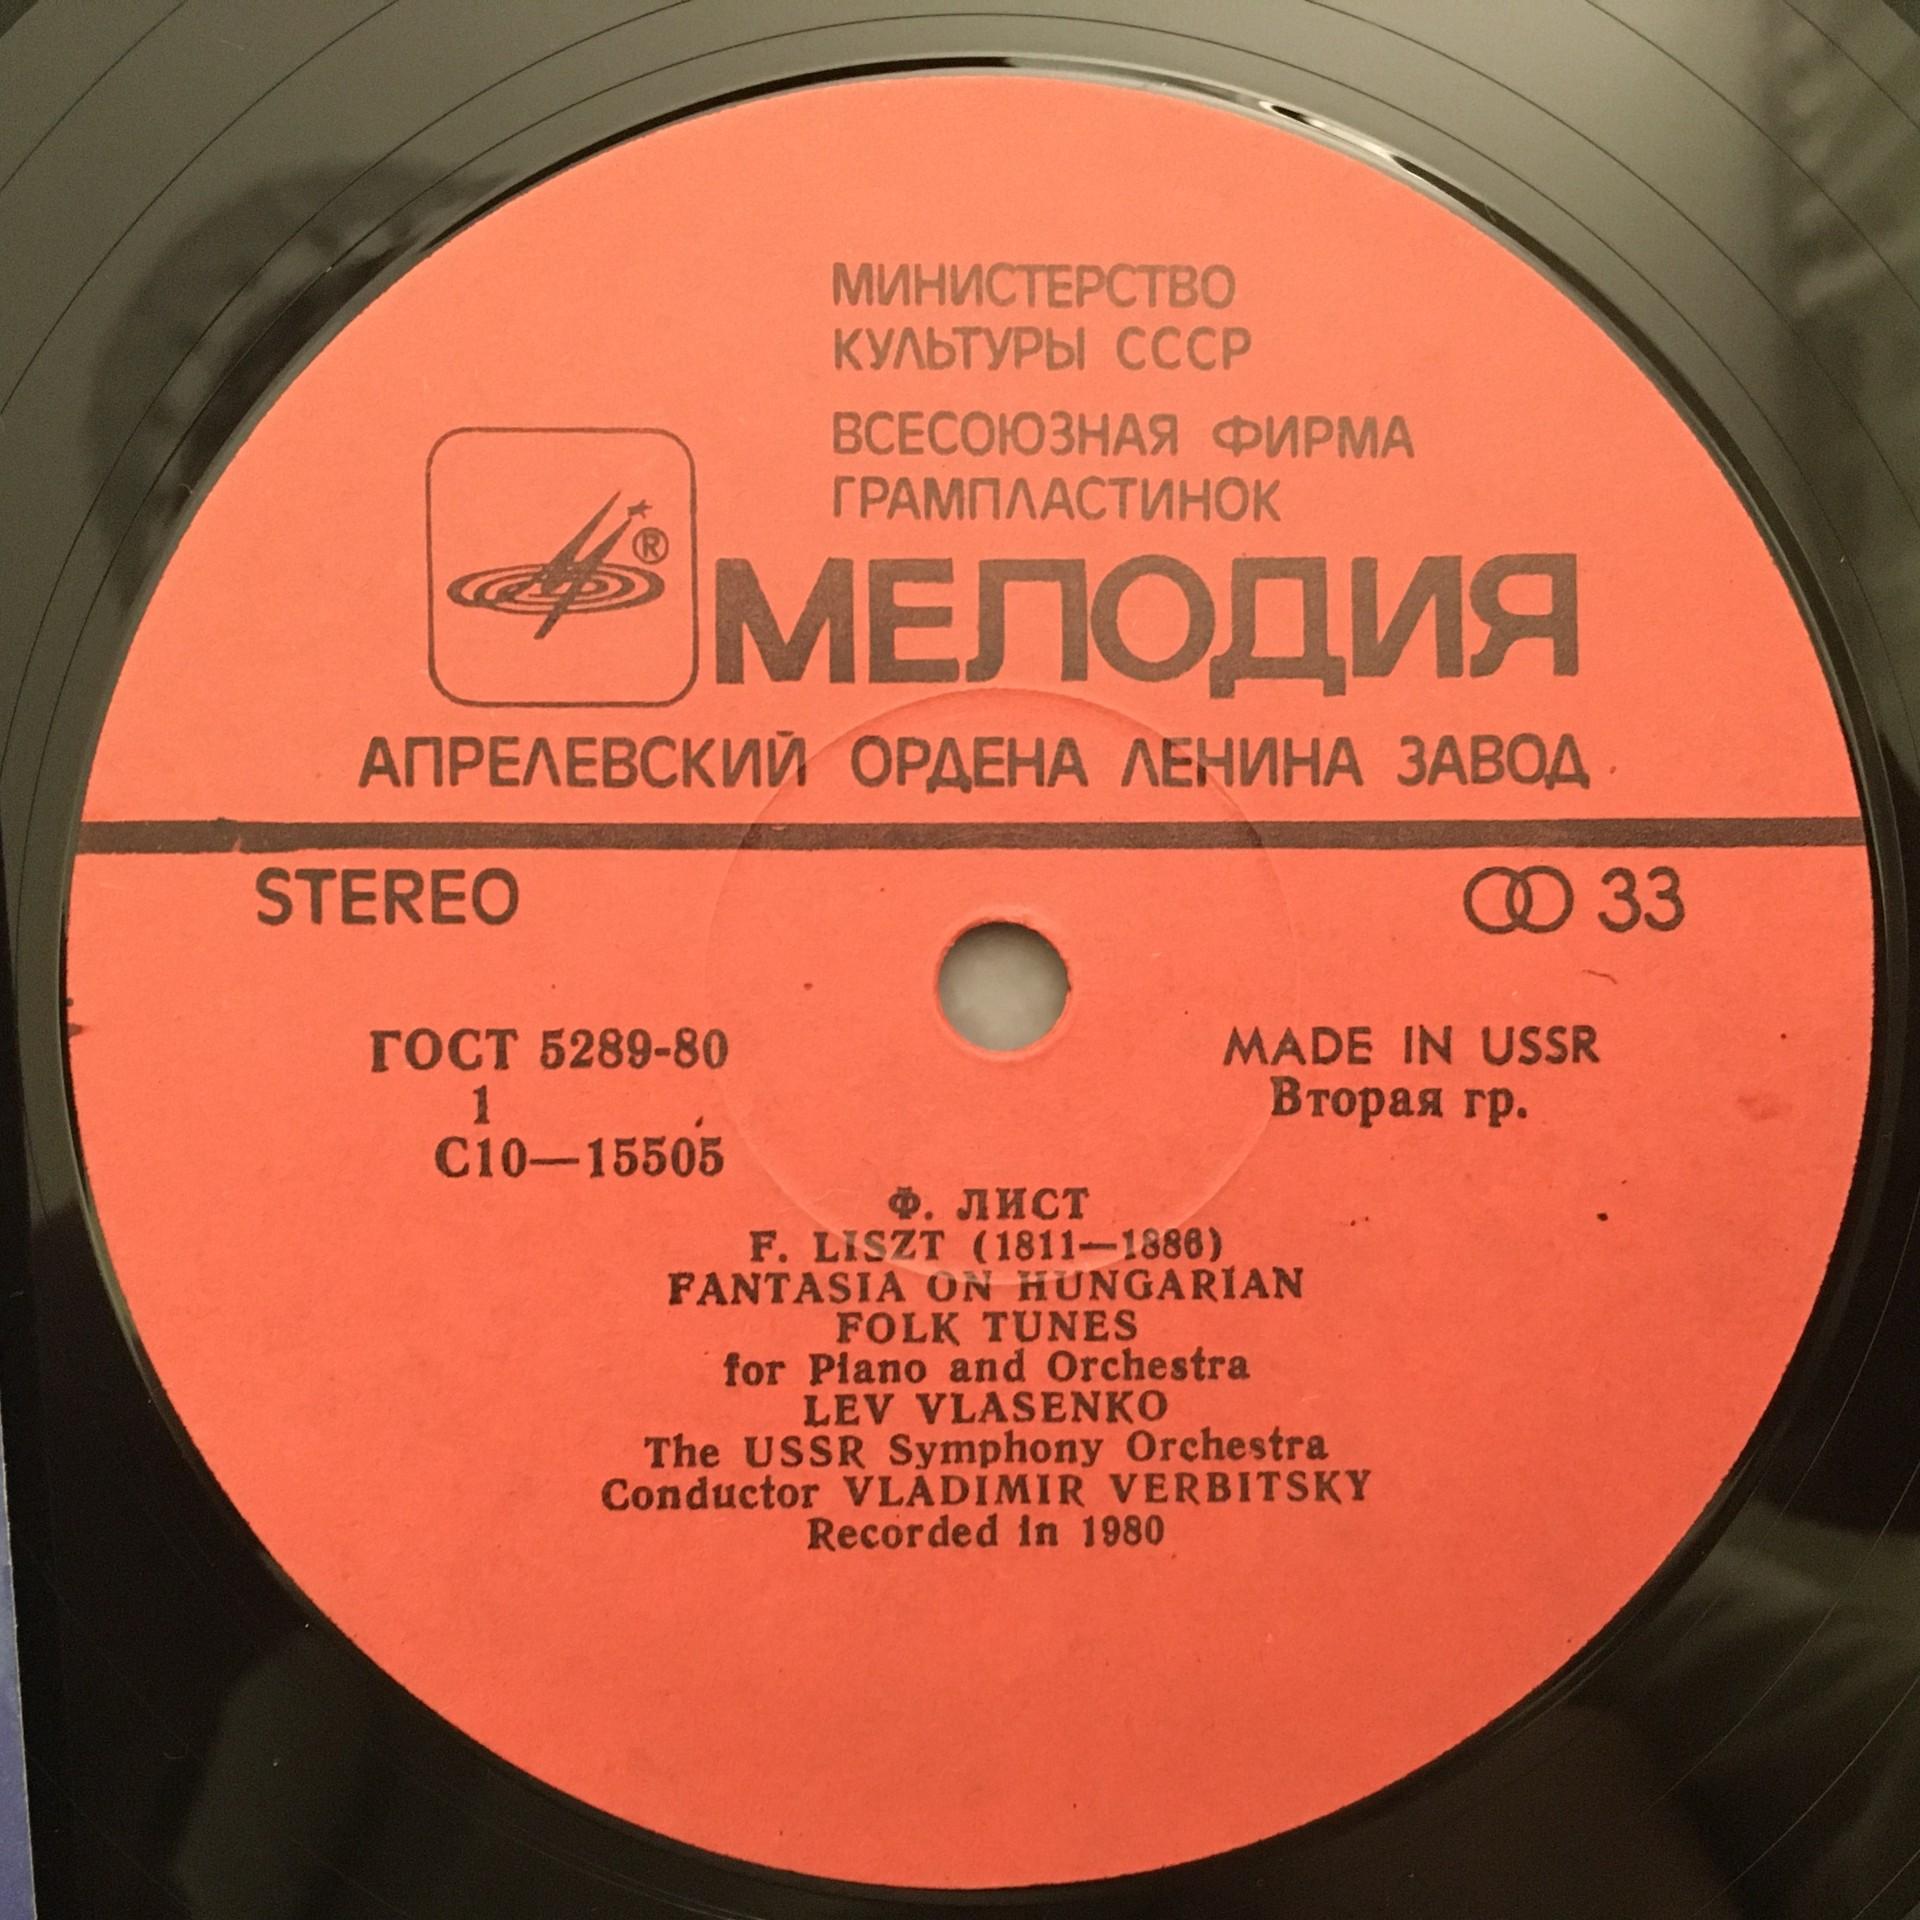 МИНИСТЕРСТВО
КУЛЬТУРЫ СССР
ВСЕСОЮЗНАЯ ФИРМА
ГРАМПЛАСТИНОК
®
МЕЛОДИЯ
АПРЕЛЕВСКИЙ ОРДЕНА ЛЕНИНА ЗАВОД
STEREO
33
ГОСТ 5289-80
MADE IN USSR
1
Вторая гр.
С10—15505
Ф. ЛИСТ
F. LISZT (1811—1886)
FANTASIA ON HUNGARIAN
FOLK TUNES
for Piano and Orchestra
LEV VLASENKO
The USSR Symphony Orchestra
Conductor VLADIMIR VERBITSKY
Recorded in 1980